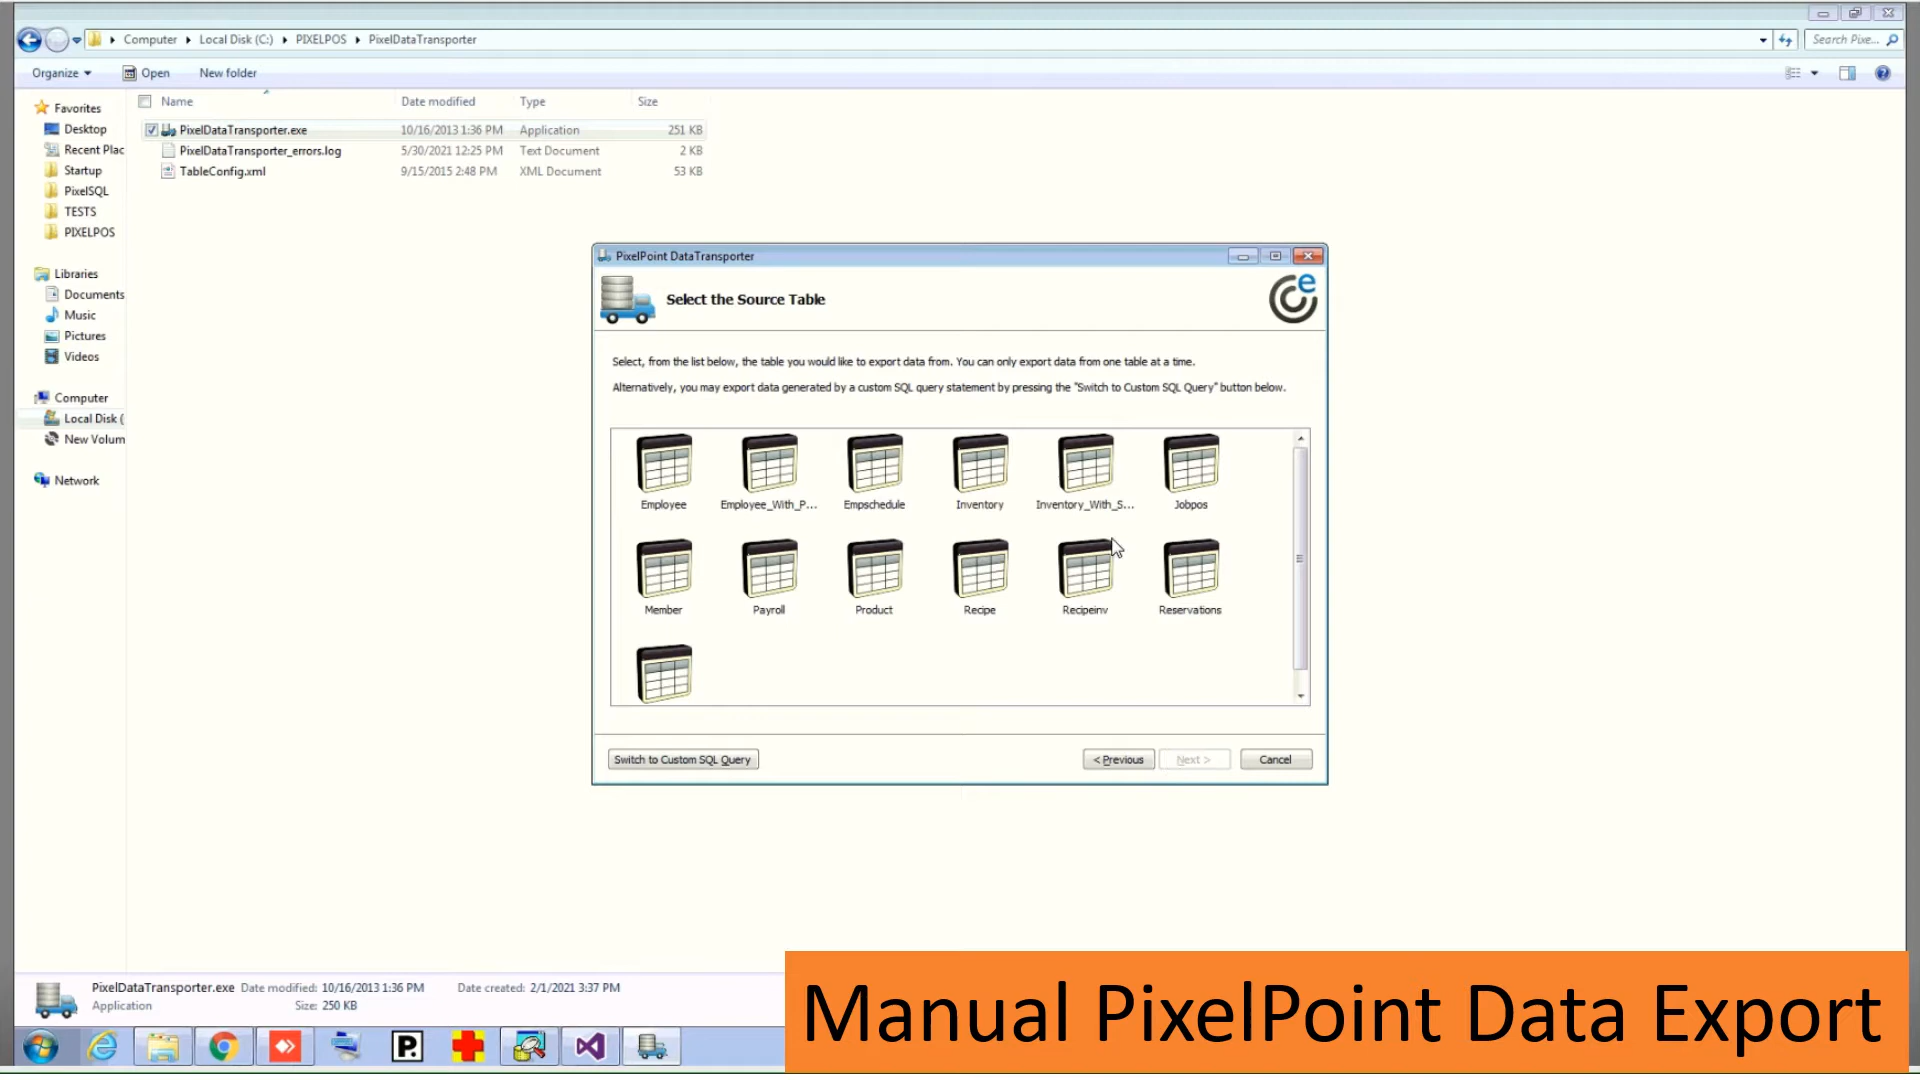 Computer Local Disk (C:) PIXELPOS PixelDataTransporter
Search Pixe...
Organize Open New folder
Name Date modified Type Size
Favorites
Desktop
Recent Plac
Startup
PixelSQL
TESTS
PIXELPOS
Libraries
Documents
Music
Pictures
Videos
Computer
Local Disk (
New Volum
Network
PixelDataTransporter.exe 10/16/2013 1:36 PM Application 251 KB
PixelDataTransporter_errors.log 5/30/2021 12:25 PM Text Document 2 KB
TableConfig.xml 9/15/2015 2:48 PM XML Document 53 KB
PixelPoint DataTransporter
Select the Source Table
e
Select, from the list below, the table you would like to export data from. You can only export data from one table at a time.
Alternatively, you may export data generated by a custom SQL query statement by pressing the "Switch to Custom SQL Query" button below.
Employee Employee_With_P... Empschedule Inventory Inventory_With_S... Jobpos
Member Payroll Product Recipe Recipeinv Reservations
Switch to Custom SQL Query < Previous Next > Cancel
PixelDataTransporter.exe Date modified: 10/16/2013 1:36 PM Date created: 2/1/2021 3:37 PM
Application Size: 250 KB
P.
Manual PixelPoint Data Export